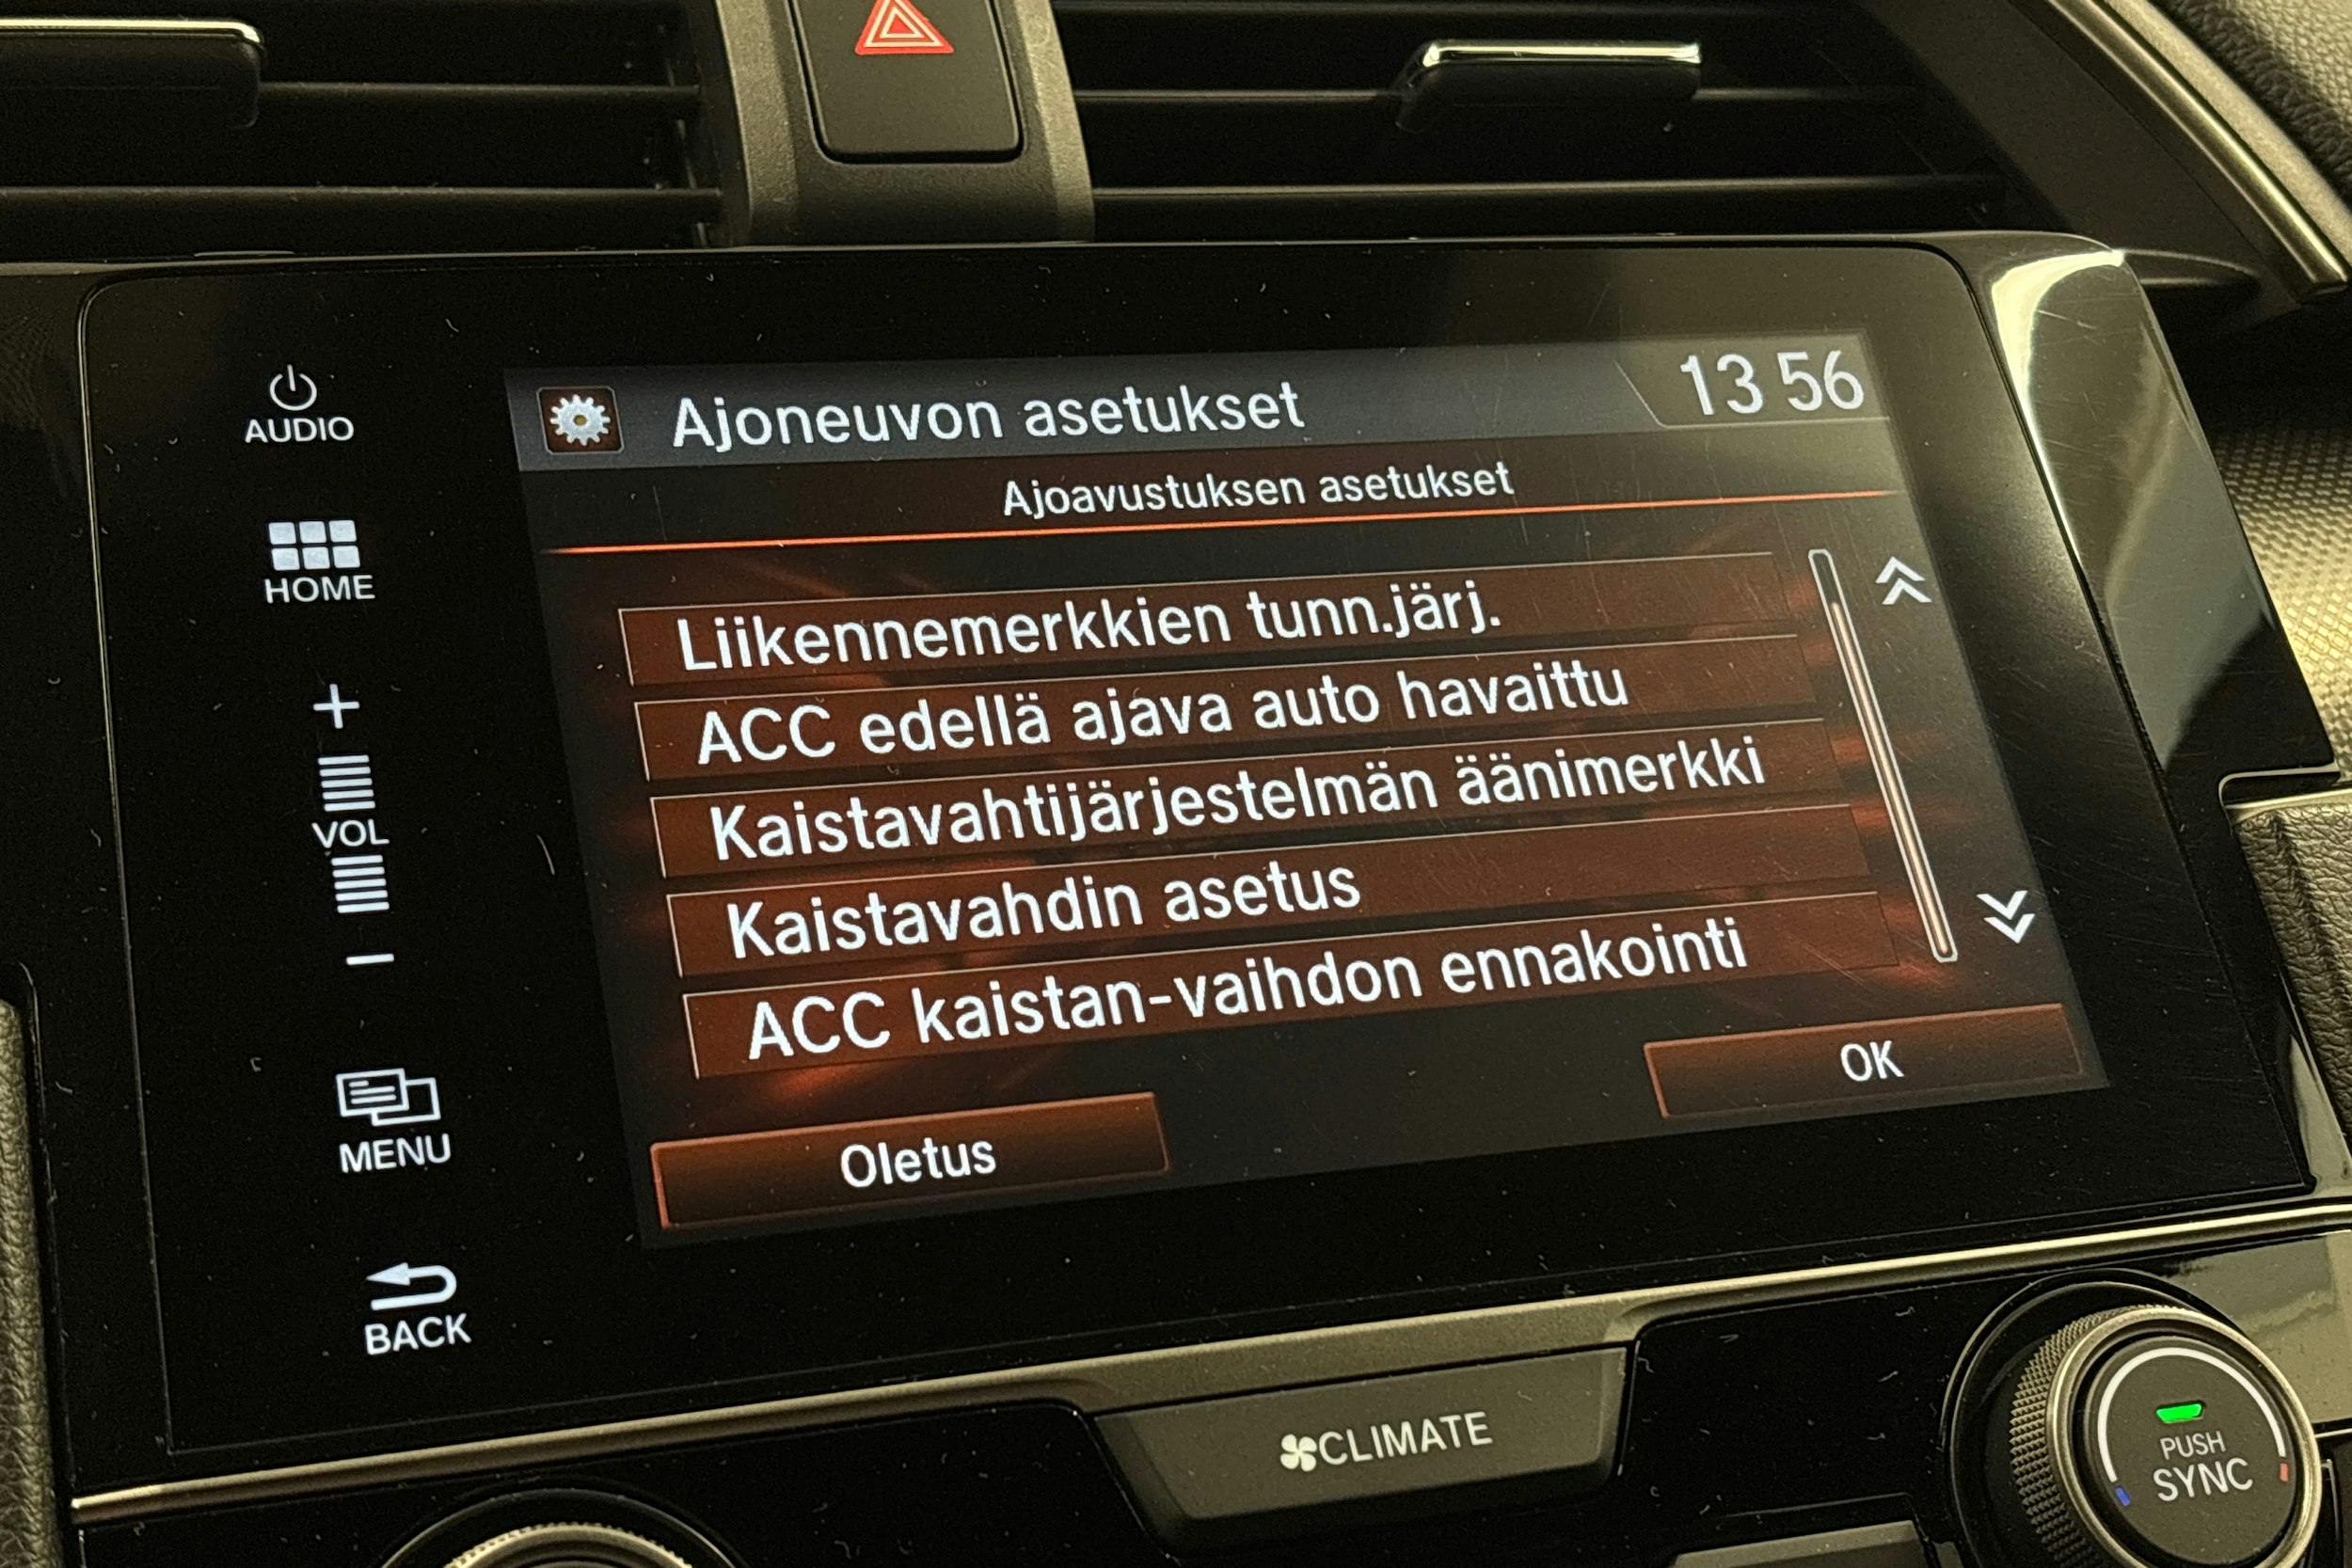 AUDIO
HOME
+
VOL
−
MENU
BACK
Ajoneuvon asetukset
13 56
Ajoavustuksen asetukset
Liikennemerkkien tunn.järj.
ACC edellä ajava auto havaittu
Kaistavahtijärjestelmän äänimerkki
Kaistavahdin asetus
ACC kaistan-vaihdon ennakointi
Oletus
OK
CLIMATE
PUSH
SYNC